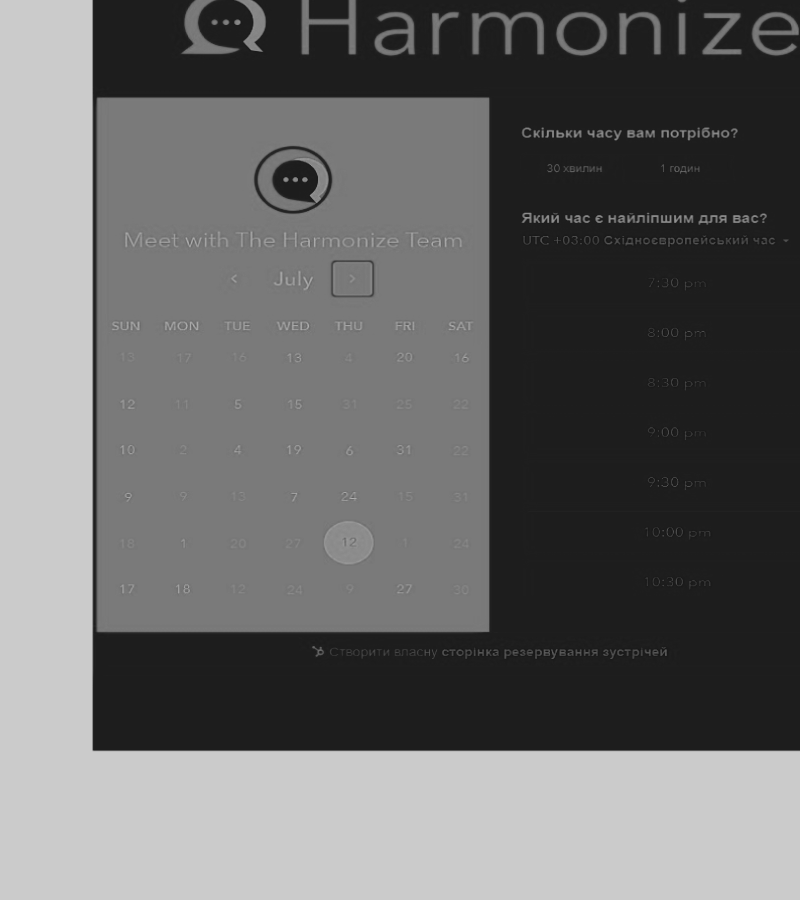 Harmonize
Meet with The Harmonize Team
July
SUN MON TUE WED THU FRI SAT
13 17 16 13 4 20 16
12 11 5 15 31 25 22
10 2 4 19 6 31 22
9 9 13 7 24 15 31
18 1 20 27 12 1 24
17 18 12 24 9 27 30
Скільки часу вам потрібно?
30 хвилин 1 годин
Який час є найліпшим для вас?
UTC +03:00 Східноєвропейський час
7:30 pm
8:00 pm
8:30 pm
9:00 pm
9:30 pm
10:00 pm
10:30 pm
Створити власну сторінка резервування зустрічей